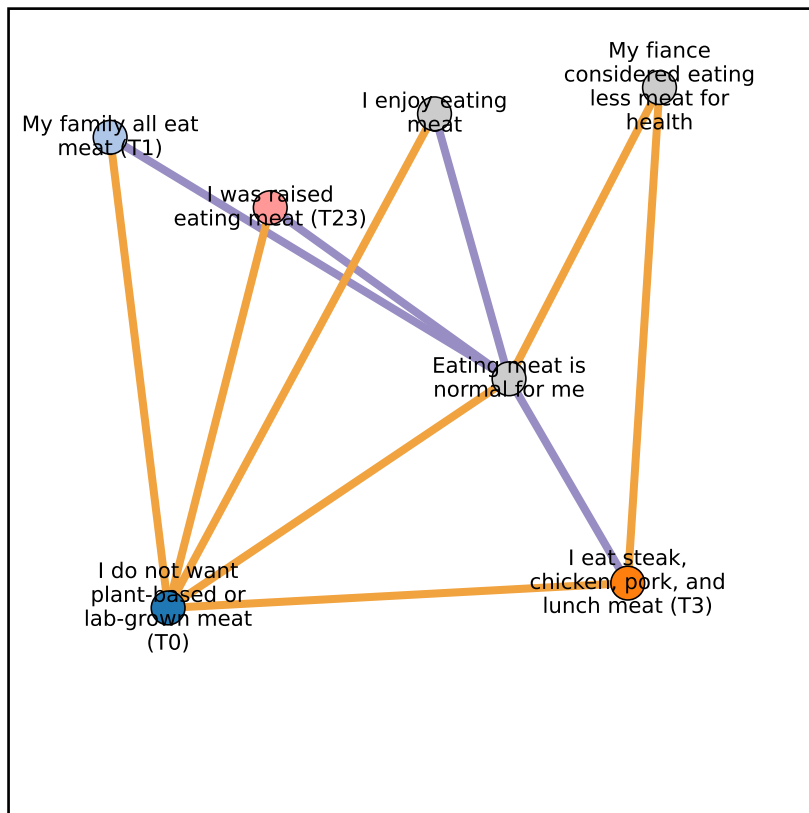 My fiance
considered eating
less meat for
health
I enjoy eating
meat
My family all eat
meat (T1)
I was raised
eating meat (T23)
Eating meat is
normal for me
I do not want
plant-based or
lab-grown meat
(T0)
I eat steak,
chicken, pork, and
lunch meat (T3)